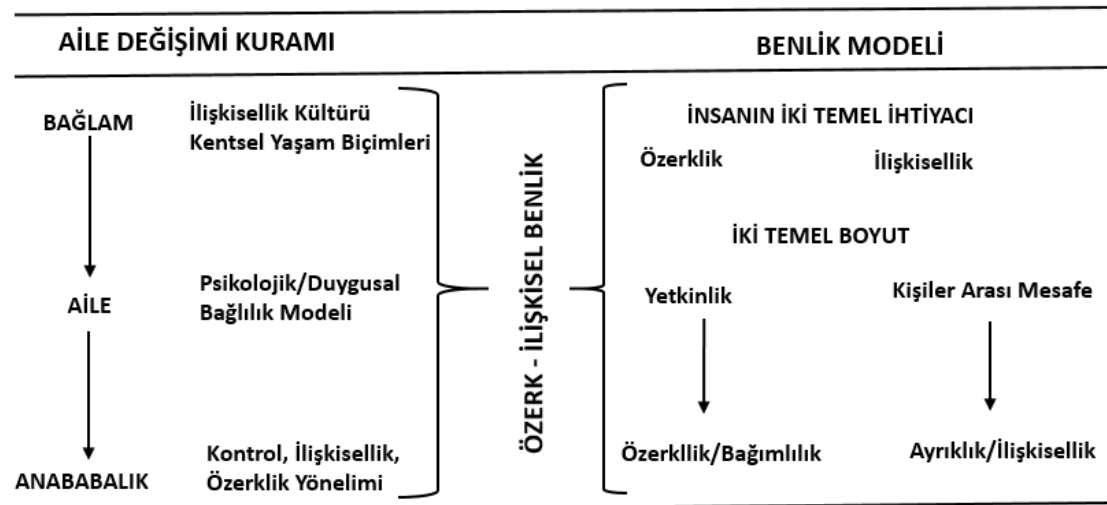 AİLE DEĞİŞİMİ KURAMI
BENLİK MODELİ
BAĞLAM
İlişkisellik Kültürü
Kentsel Yaşam Biçimleri
AİLE
Psikolojik/Duygusal
Bağlılık Modeli
ANABABALIK
Kontrol, İlişkisellik,
Özerklik Yönelimi
ÖZERK - İLİŞKİSEL BENLİK
İNSANIN İKİ TEMEL İHTİYACI
Özerklik
İlişkisellik
İKİ TEMEL BOYUT
Yetkinlik
Kişiler Arası Mesafe
Özerkllik/Bağımlılık
Ayrıklık/İlişkisellik